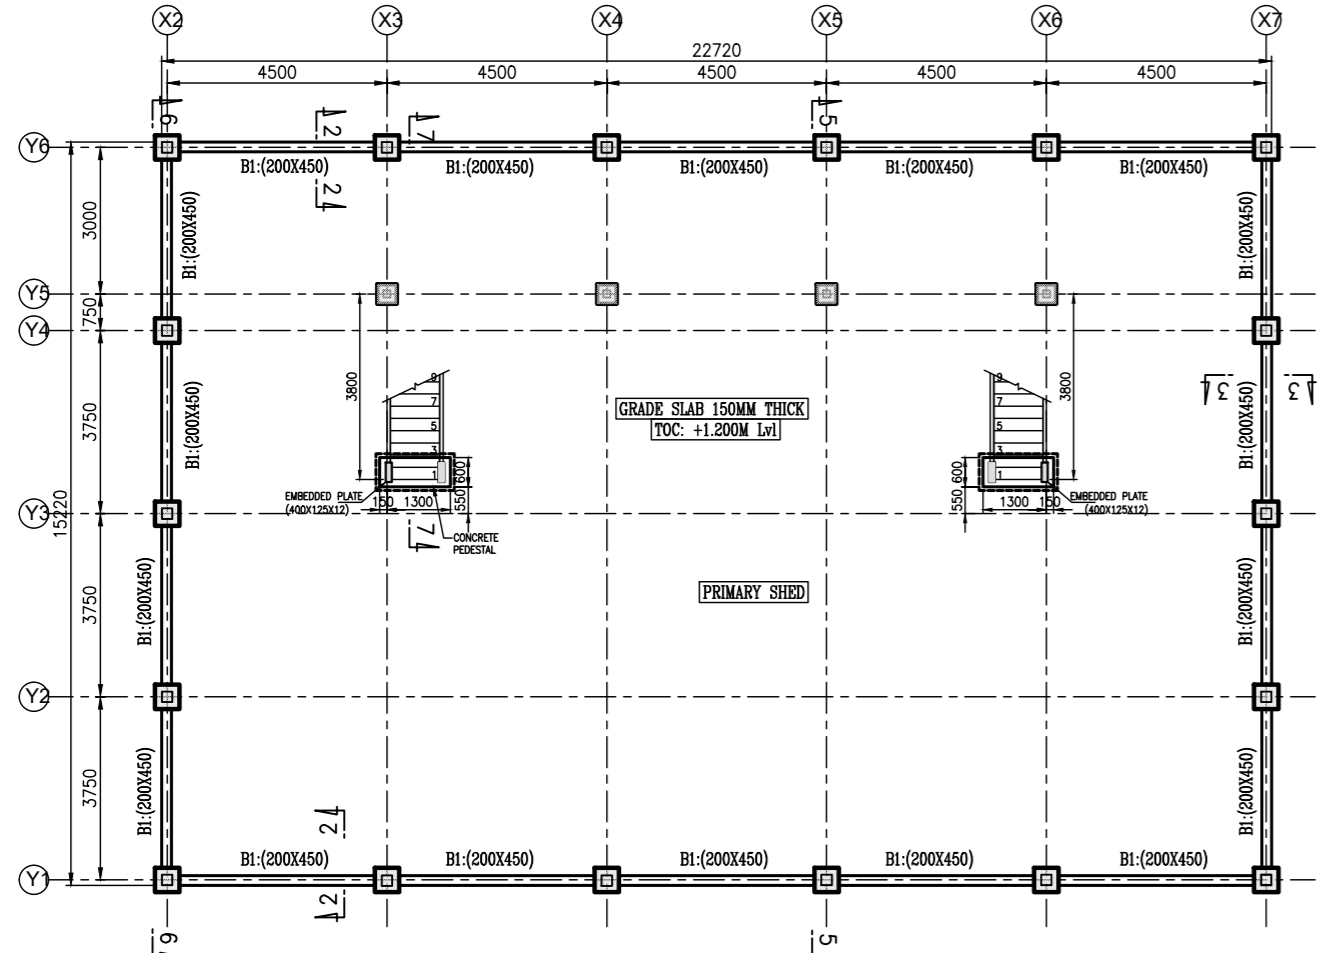 X2 X3 X4 X5 X6 X7
22720
4500 4500 4500 4500 4500
6 2 7 5
Y6
B1:(200X450) B1:(200X450) B1:(200X450) B1:(200X450) B1:(200X450)
2
3000
B1:(200X450) B1:(200X450)
Y5
750
Y4
3800 3800
9 9
7 7
5 5
3 3
1 1
3 3
3750
B1:(200X450) B1:(200X450)
GRADE SLAB 150MM THICK
TOC: +1.200M Lvl
600 600
EMBEDDED PLATE
(400X125X12)
150 1300 550
550 1300 150
EMBEDDED PLATE
(400X125X12)
Y3
15220
7
CONCRETE
PEDESTAL
3750
B1:(200X450) B1:(200X450)
PRIMARY SHED
Y2
3750
B1:(200X450) B1:(200X450)
2
B1:(200X450) B1:(200X450) B1:(200X450) B1:(200X450) B1:(200X450)
Y1
2
6 5